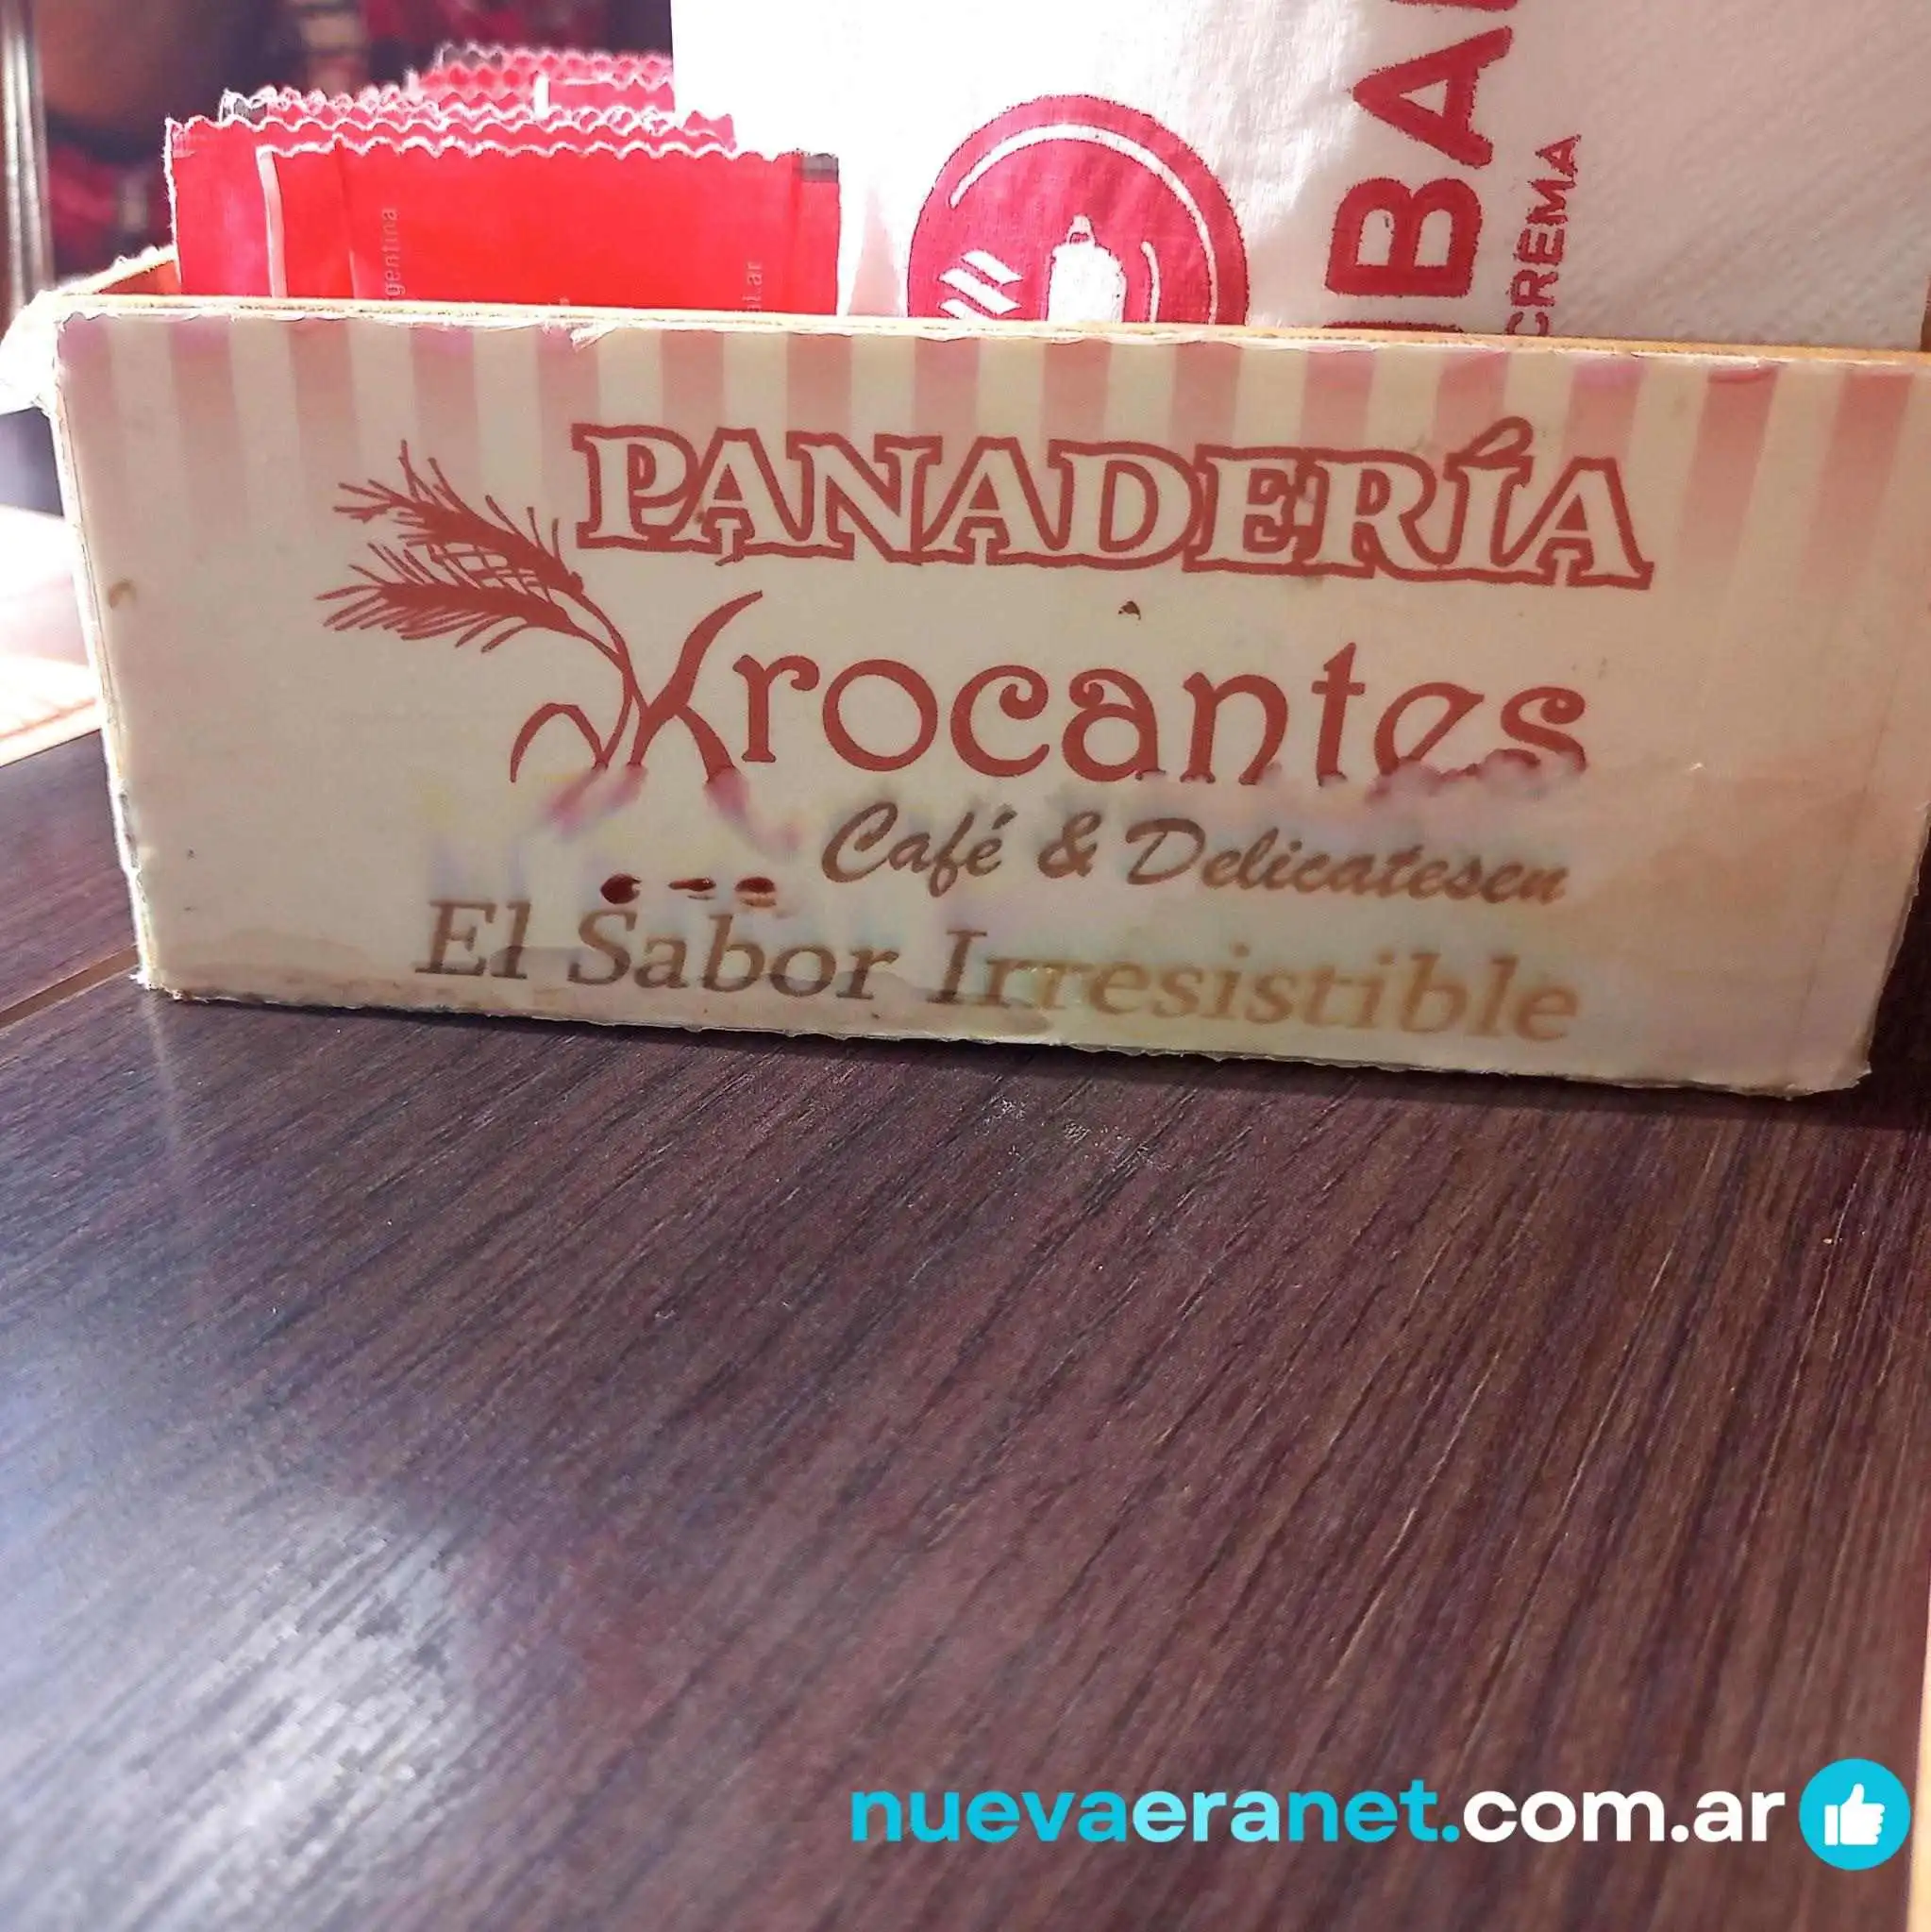 BA
CREMA
PANADERÍA
Krocantes
Café & Delicatesen
El Sabor Irresistible
nuevaeranet.com.ar